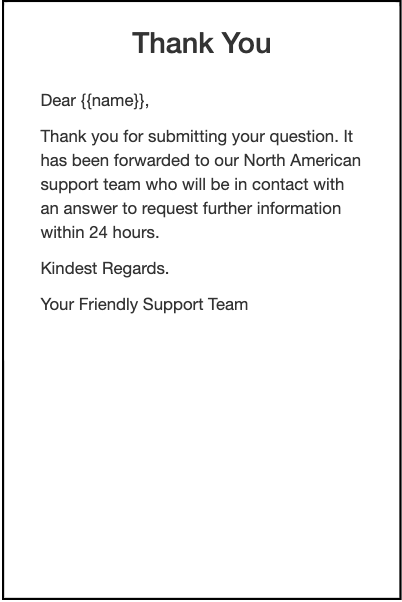 Thank You
Dear {{name}},
Thank you for submitting your question. It
has been forwarded to our North American
support team who will be in contact with
an answer to request further information
within 24 hours.
Kindest Regards.
Your Friendly Support Team